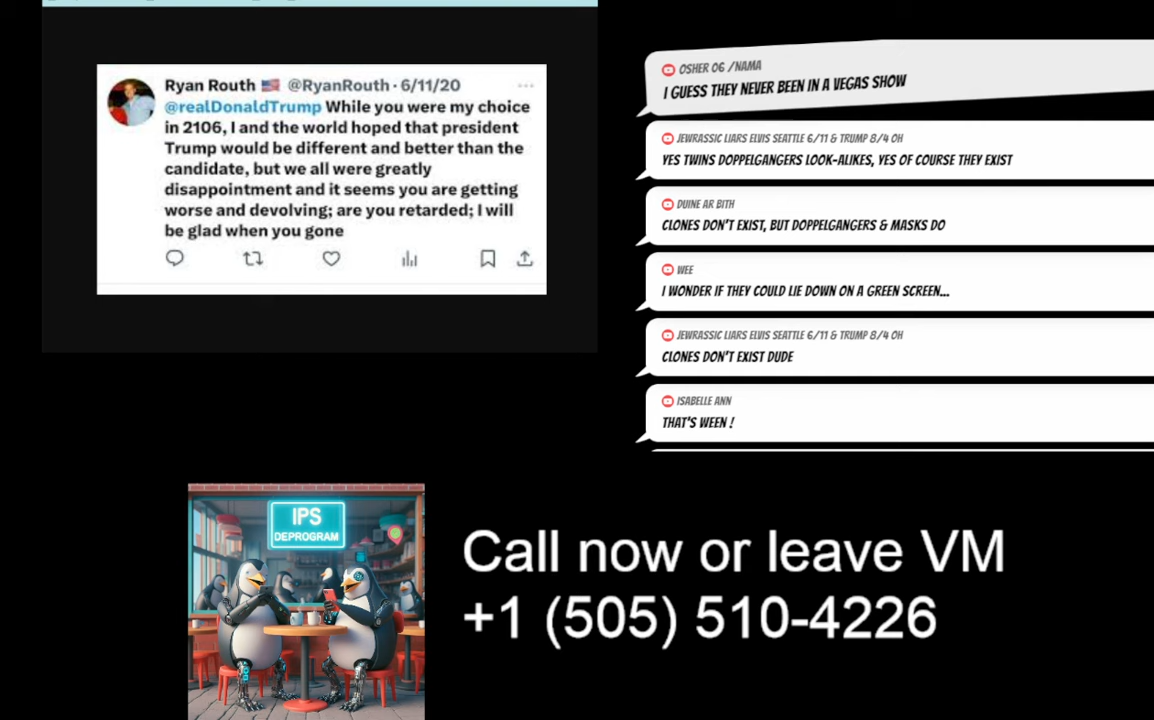 Ryan Routh @RyanRouth · 6/11/20
@realDonaldTrump While you were my choice
in 2106, I and the world hoped that president
Trump would be different and better than the
candidate, but we all were greatly
disappointment and it seems you are getting
worse and devolving; are you retarded; I will
be glad when you gone
OSHER 06 /NAMA
I GUESS THEY NEVER BEEN IN A VEGAS SHOW
JEWRASSIC LIARS ELVIS SEATTLE 6/11 & TRUMP 8/4 OH
YES TWINS DOPPELGANGERS LOOK-ALIKES, YES OF COURSE THEY EXIST
DUINE AR BITH
CLONES DON'T EXIST, BUT DOPPELGANGERS & MASKS DO
WEE
I WONDER IF THEY COULD LIE DOWN ON A GREEN SCREEN...
JEWRASSIC LIARS ELVIS SEATTLE 6/11 & TRUMP 8/4 OH
CLONES DON'T EXIST DUDE
ISABELLE ANN
THAT'S WEEN !
IPS
DEPROGRAM
Call now or leave VM
+1 (505) 510-4226